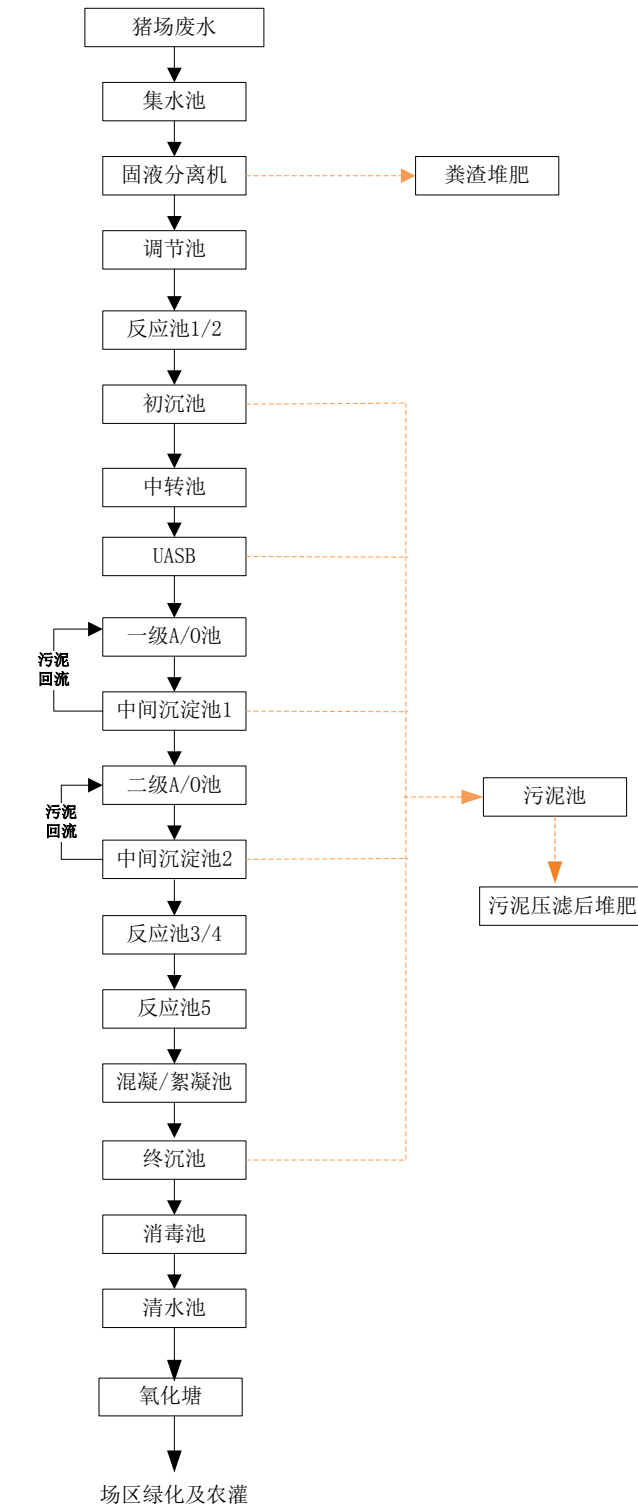 猪场废水
集水池
固液分离机
粪渣堆肥
调节池
反应池1/2
初沉池
中转池
UASB
一级A/O池
污泥
回流
中间沉淀池1
二级A/O池
污泥池
污泥
回流
中间沉淀池2
污泥压滤后堆肥
反应池3/4
反应池5
混凝/絮凝池
终沉池
消毒池
清水池
氧化塘
场区绿化及农灌